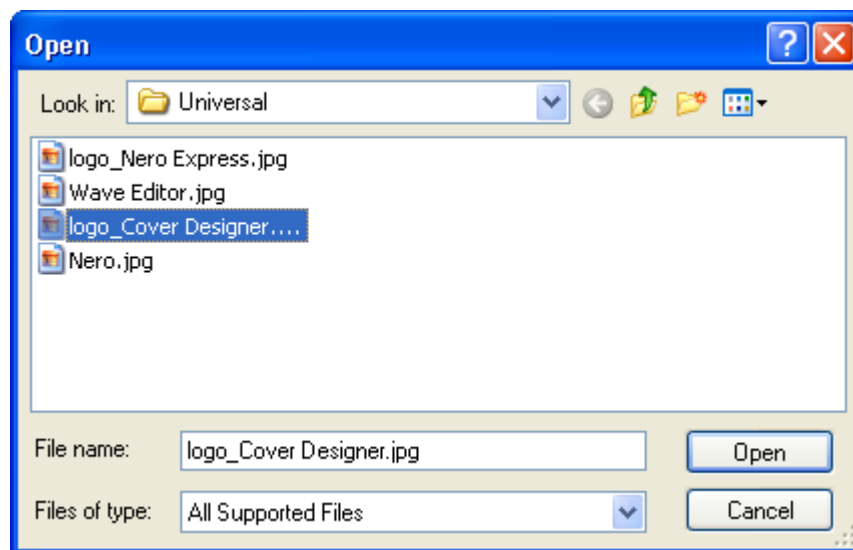 Open
Look in: Universal
logo_Nero Express.jpg
Wave Editor.jpg
logo_Cover Designer....
Nero.jpg
File name: logo_Cover Designer.jpg Open
Files of type: All Supported Files Cancel